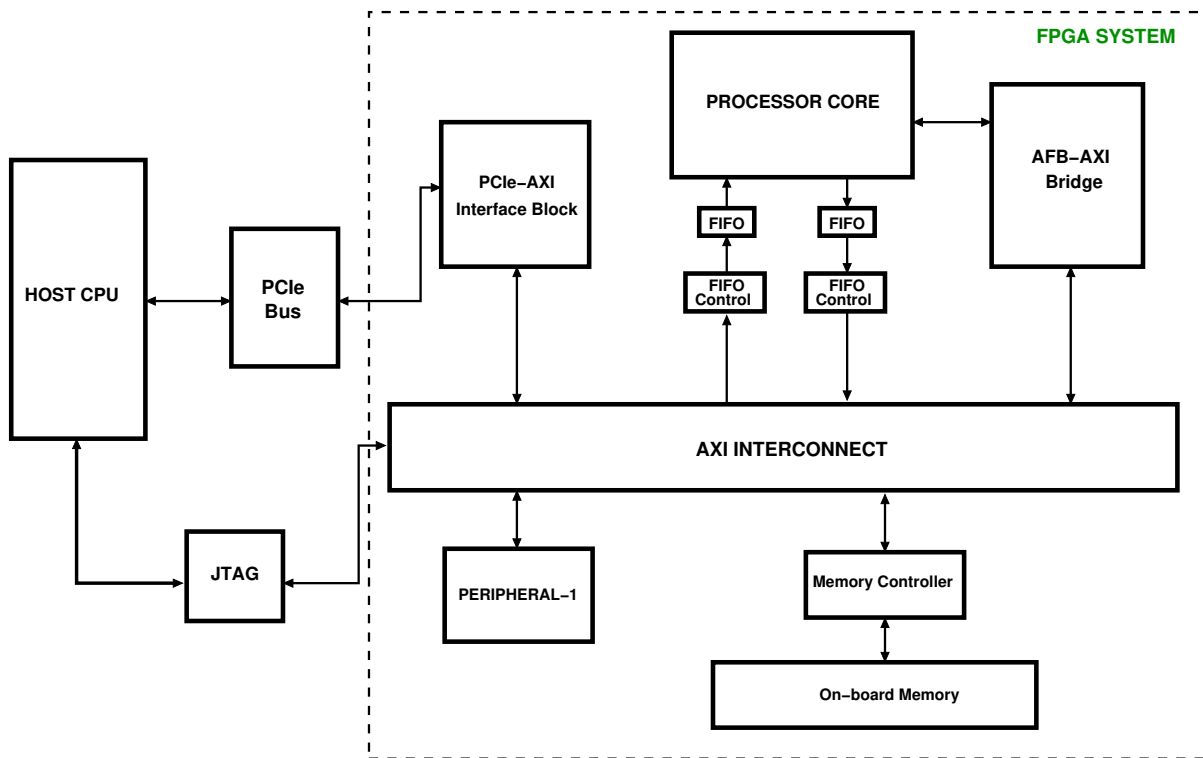 FPGA SYSTEM
PROCESSOR CORE
AFB−AXI
Bridge
PCIe−AXI
Interface Block
FIFO
FIFO
HOST CPU
PCIe
Bus
FIFO
Control
FIFO
Control
AXI INTERCONNECT
JTAG
PERIPHERAL−1
Memory Controller
On−board Memory